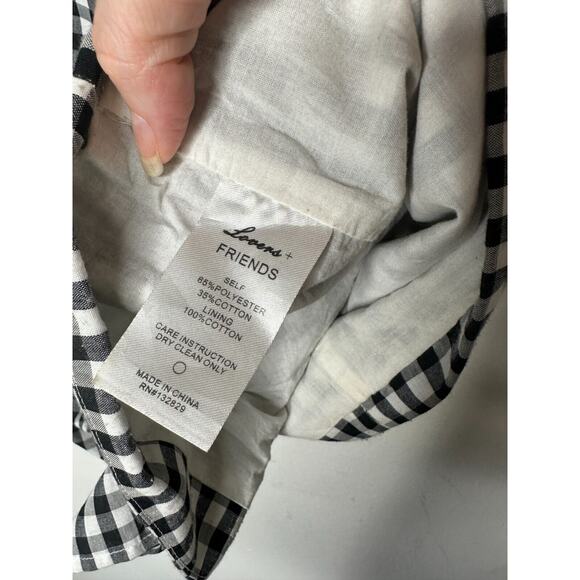 Lovers +
FRIENDS
SELF
65%POLYESTER
35%COTTON
LINING
100%COTTON
CARE INSTRUCTION
DRY CLEAN ONLY
MADE IN CHINA
RN#132829